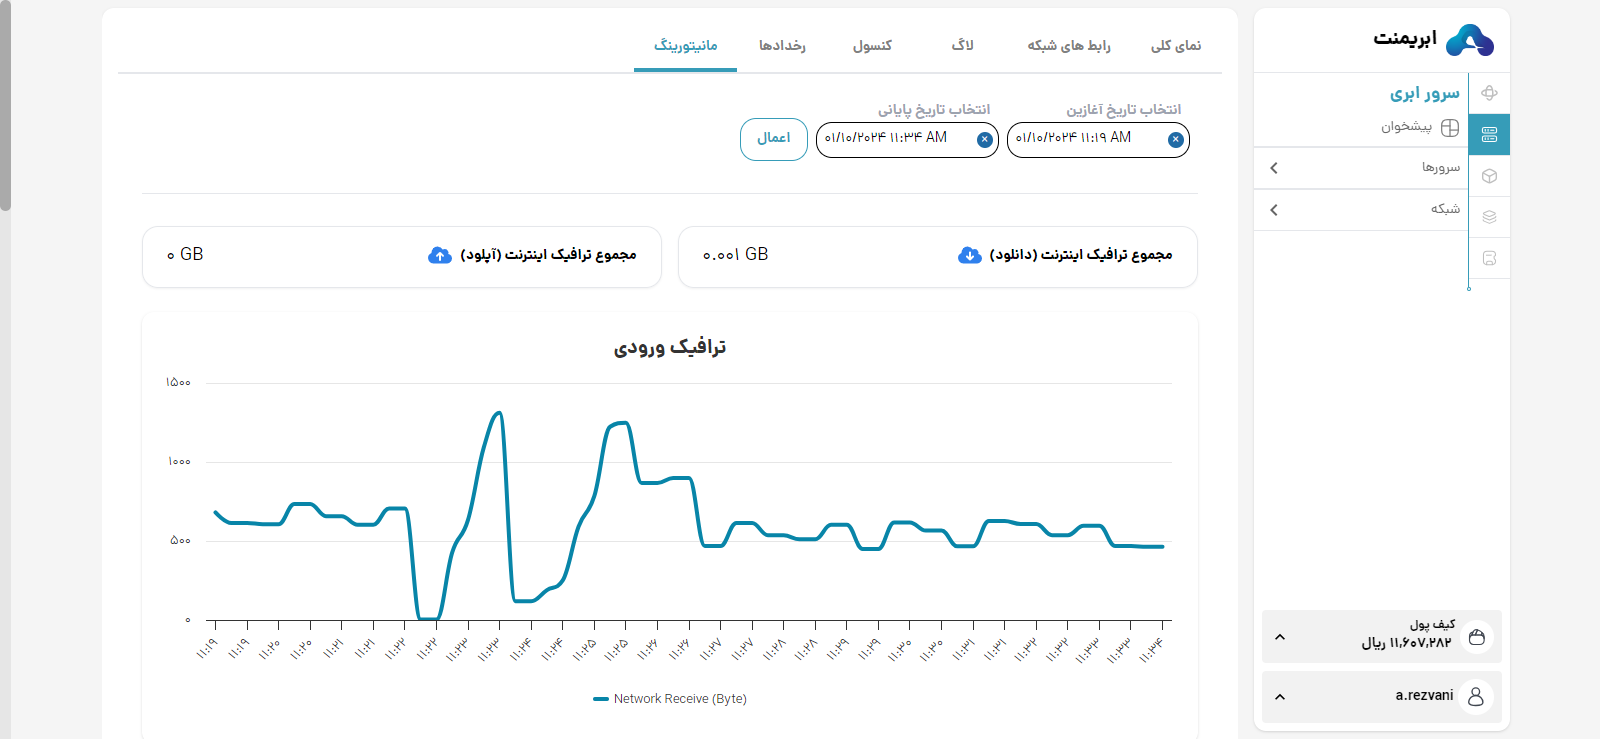 ابریمنت
سرور ابری
پیشخوان
سرورها
شبکه
کیف پول
۱۱,۶۰۷,۲۸۲ ریال
a.rezvani
نمای کلی
رابط های شبکه
لاگ
کنسول
رخدادها
مانیتورینگ
انتخاب تاریخ آغازین
۰۱/۱۰/۲۰۲۴ ۱۱:۱۹ AM
انتخاب تاریخ پایانی
۰۱/۱۰/۲۰۲۴ ۱۱:۳۴ AM
اعمال
مجموع ترافیک اینترنت (دانلود)
۰.۰۰۱ GB
مجموع ترافیک اینترنت (آپلود)
۰ GB
ترافیک ورودی
۱۵۰۰
۱۰۰۰
۵۰۰
۰
۱۱:۱۹ ۱۱:۱۹ ۱۱:۲۰ ۱۱:۲۰ ۱۱:۲۱ ۱۱:۲۱ ۱۱:۲۲ ۱۱:۲۲ ۱۱:۲۳ ۱۱:۲۳ ۱۱:۲۴ ۱۱:۲۴ ۱۱:۲۵ ۱۱:۲۵ ۱۱:۲۶ ۱۱:۲۶ ۱۱:۲۷ ۱۱:۲۷ ۱۱:۲۸ ۱۱:۲۸ ۱۱:۲۹ ۱۱:۲۹ ۱۱:۳۰ ۱۱:۳۰ ۱۱:۳۱ ۱۱:۳۱ ۱۱:۳۲ ۱۱:۳۲ ۱۱:۳۳ ۱۱:۳۳ ۱۱:۳۴
Network Receive (Byte)